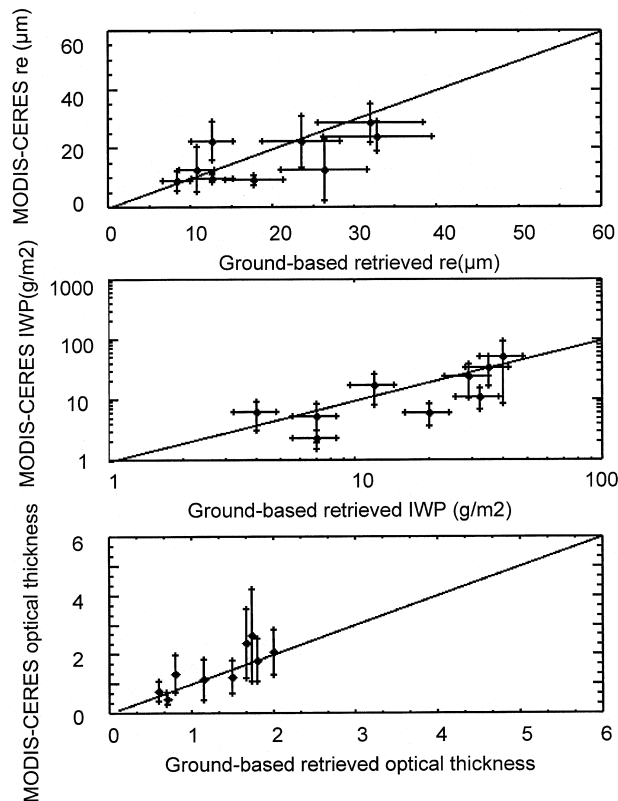 MODIS-CERES re (µm)
60
40
20
0
0 10 20 30 40 50 60
Ground-based retrieved re(µm)
MODIS-CERES IWP(g/m2)
1000
100
10
1
1 10 100
Ground-based retrieved IWP (g/m2)
MODIS-CERES optical thickness
6
4
2
0
0 1 2 3 4 5 6
Ground-based retrieved optical thickness